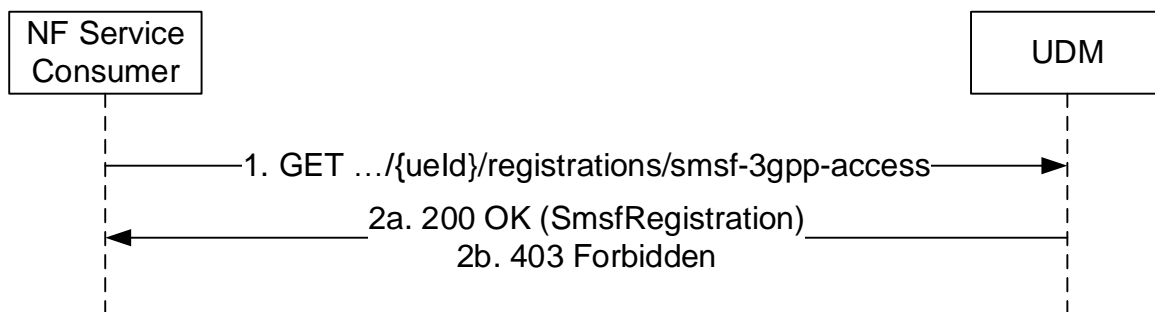 NF Service
Consumer
UDM
1. GET …/{ueId}/registrations/smsf-3gpp-access
2a. 200 OK (SmsfRegistration)
2b. 403 Forbidden